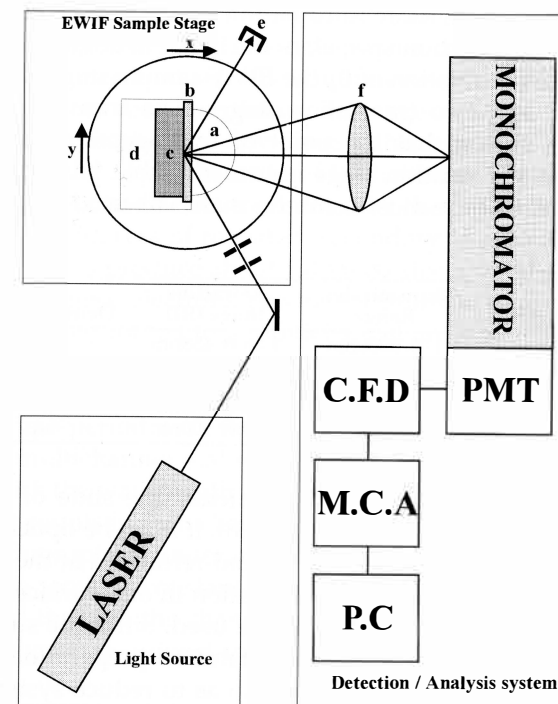 EWIF Sample Stage
x
e
b
f
a
y
d
c
MONOCHROMATOR
C.F.D
PMT
M.C.A
LASER
P.C
Light Source
Detection / Analysis system